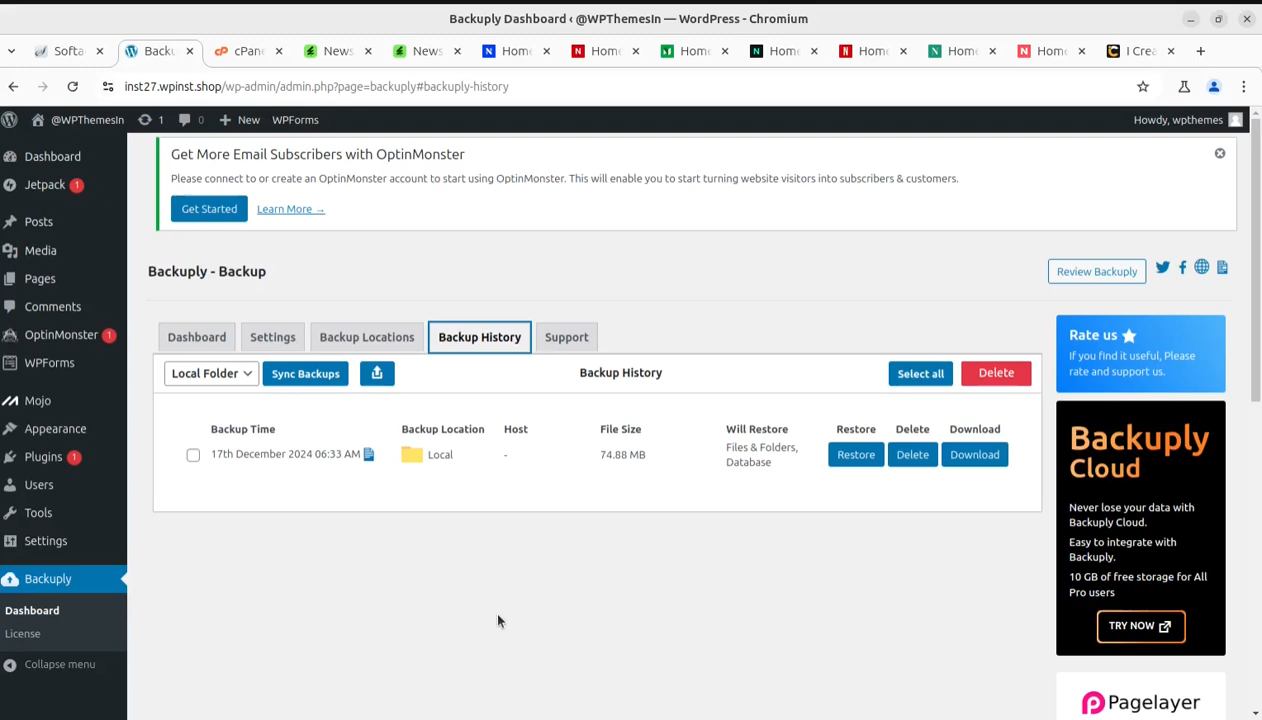 Backuply Dashboard ‹ @WPThemesIn — WordPress - Chromium
Softa
Backu
cPan
News
News
Home
Home
Home
Home
Home
Home
Home
I Crea
inst27.wpinst.shop/wp-admin/admin.php?page=backuply#backuply-history
@WPThemesIn 1 0 New WPForms Howdy, wpthemes
Dashboard
Jetpack 1
Posts
Media
Pages
Comments
OptinMonster 1
WPForms
Mojo
Appearance
Plugins 1
Users
Tools
Settings
Backuply
Dashboard
License
Collapse menu
Get More Email Subscribers with OptinMonster
Please connect to or create an OptinMonster account to start using OptinMonster. This will enable you to start turning website visitors into subscribers & customers.
Get Started Learn More →
Backuply - Backup
Review Backuply
Dashboard Settings Backup Locations Backup History Support
Local Folder Sync Backups Backup History Select all Delete
Backup Time Backup Location Host File Size Will Restore Restore Delete Download
17th December 2024 06:33 AM Local - 74.88 MB Files & Folders, Database Restore Delete Download
Rate us
If you find it useful, Please
rate and support us.
Backuply
Cloud
Never lose your data with
Backuply Cloud.
Easy to integrate with
Backuply.
10 GB of free storage for All
Pro users
TRY NOW
Pagelayer